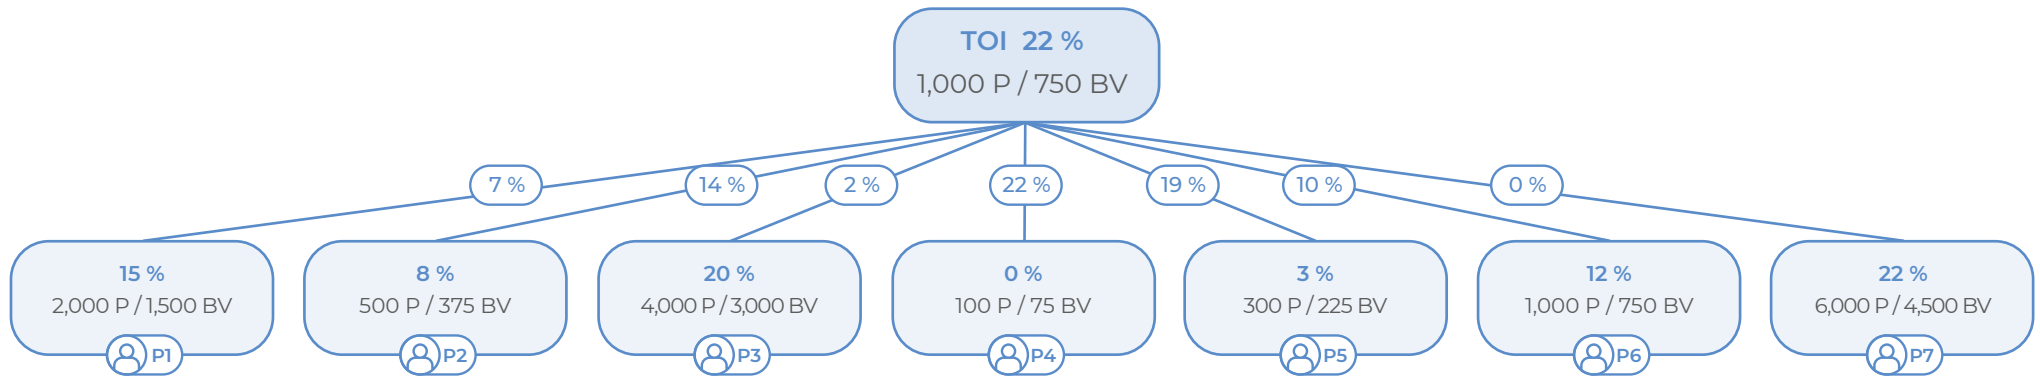 TOI 22 %
1,000 P / 750 BV
7 %
14 %
2 %
22 %
19 %
10 %
0 %
15 %
2,000 P / 1,500 BV
P1
8 %
500 P / 375 BV
P2
20 %
4,000 P / 3,000 BV
P3
0 %
100 P / 75 BV
P4
3 %
300 P / 225 BV
P5
12 %
1,000 P / 750 BV
P6
22 %
6,000 P / 4,500 BV
P7